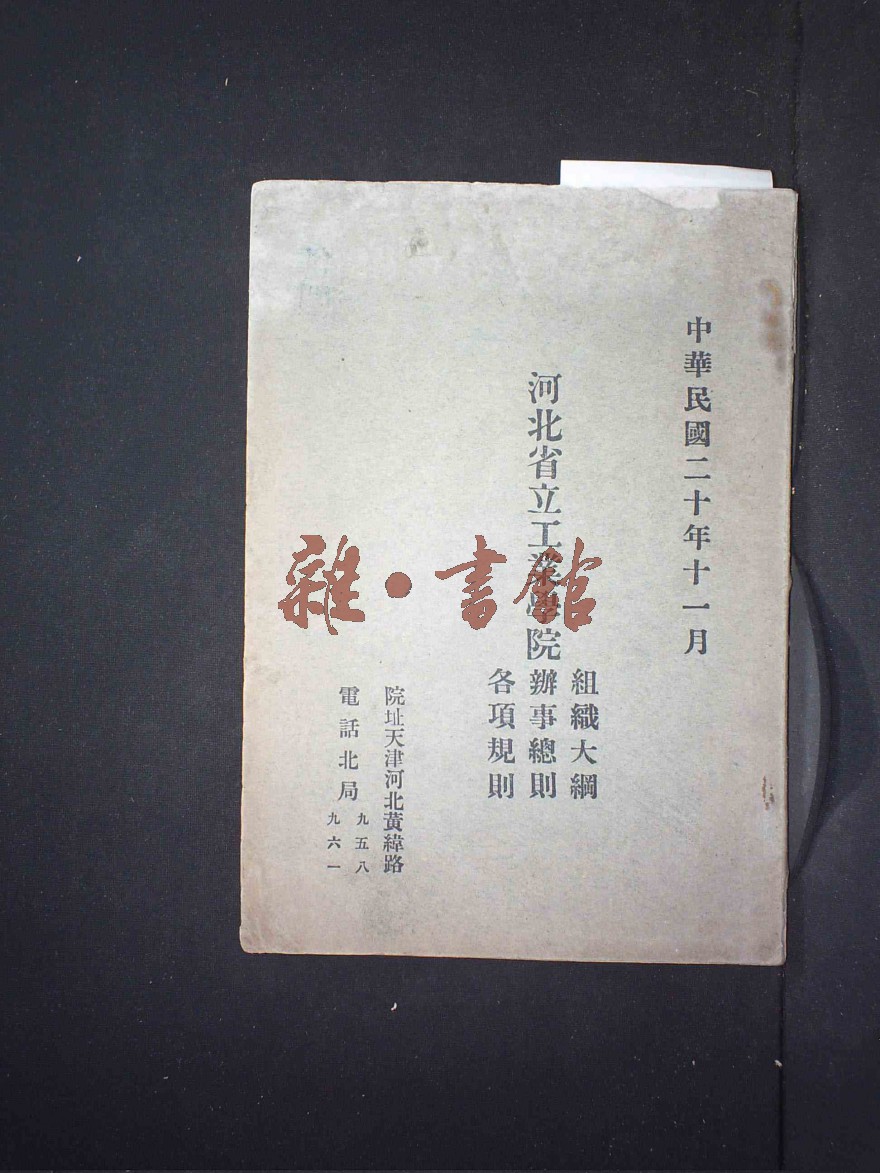 中華民國二十年十一月
河北省立工業學院
組織大綱
辦事總則
各項規則
院址天津河北黃緯路
電話北局
九五八
九六一
雜·書館